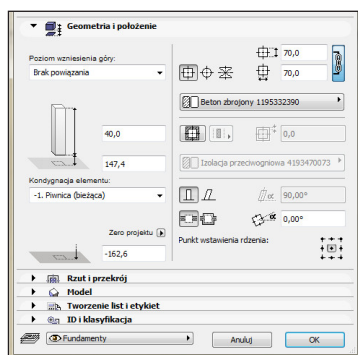 Geometria i położenie
Poziom wzniesienia góry:
Brak powiązania
40,0
147,4
Kondygnacja elementu:
-1. Piwnica (bieżąca)
Zero projektu
-162,6
70,0
70,0
Beton zbrojony 1195332390
0,0
Izolacja przeciwogniowa 4193470073
α 90,00°
α 0,00°
Punkt wstawienia rdzenia:
Rzut i przekrój
Model
Tworzenie list i etykiet
ID i klasyfikacja
Fundamenty
Anuluj
OK